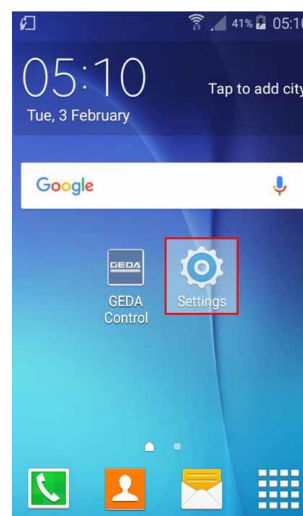 41% 05:10
05:10
Tap to add city
Tue, 3 February
Google
GEDA
GEDA
Control
Settings